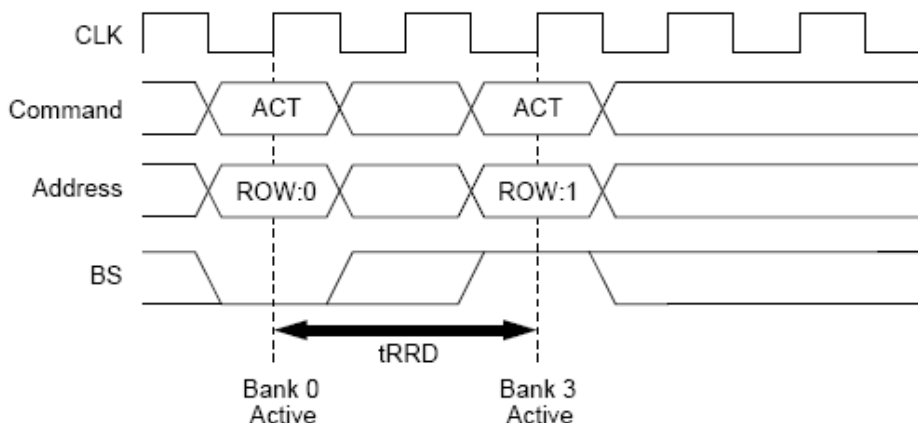 CLK
Command
ACT
ACT
Address
ROW:0
ROW:1
BS
tRRD
Bank 0
Active
Bank 3
Active